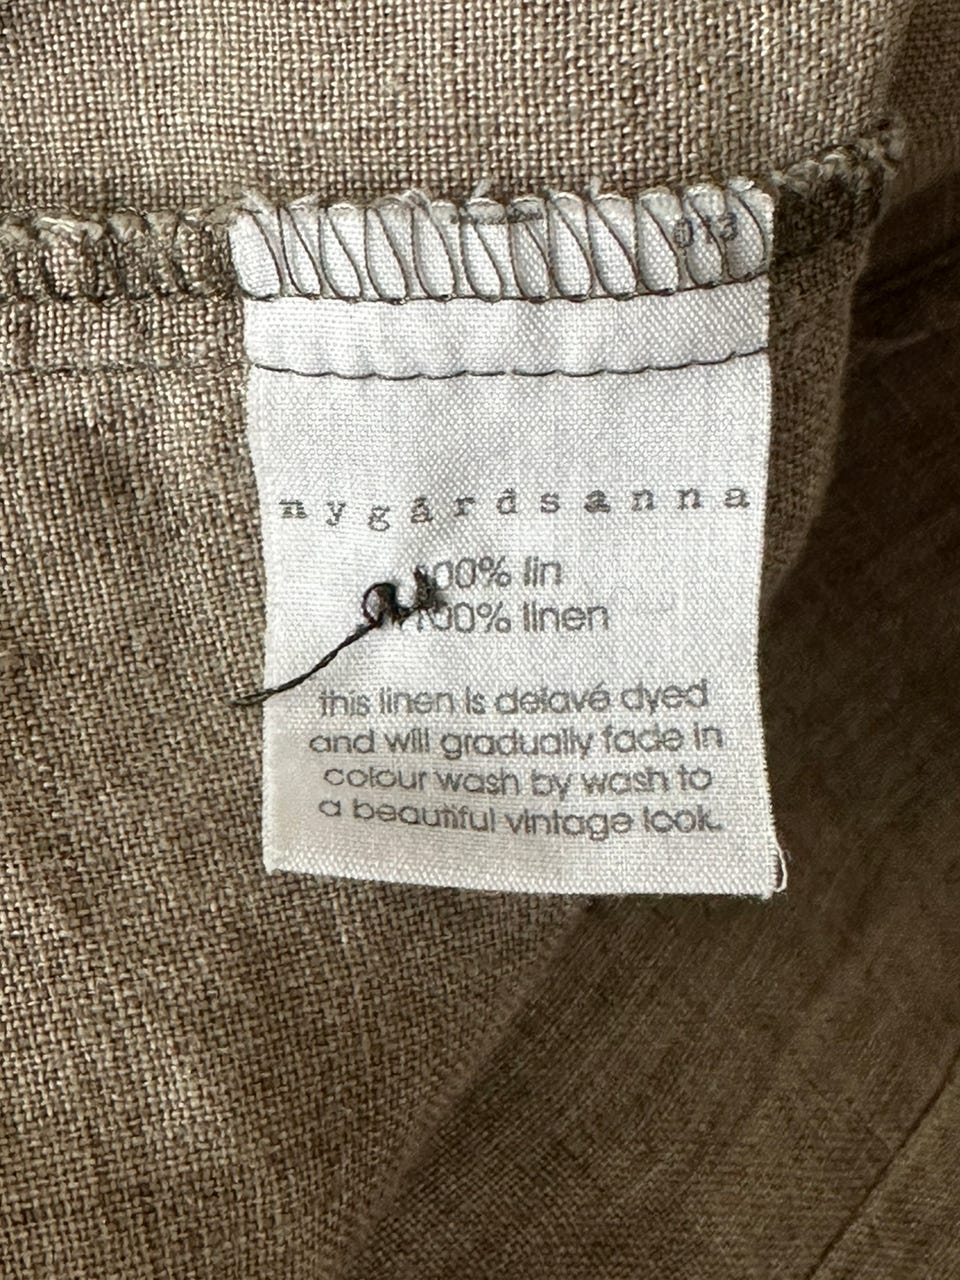 013
nygårdsanna
100% lin
100% linen
this linen is delavé dyed
and will gradually fade in
colour wash by wash to
a beautiful vintage look.